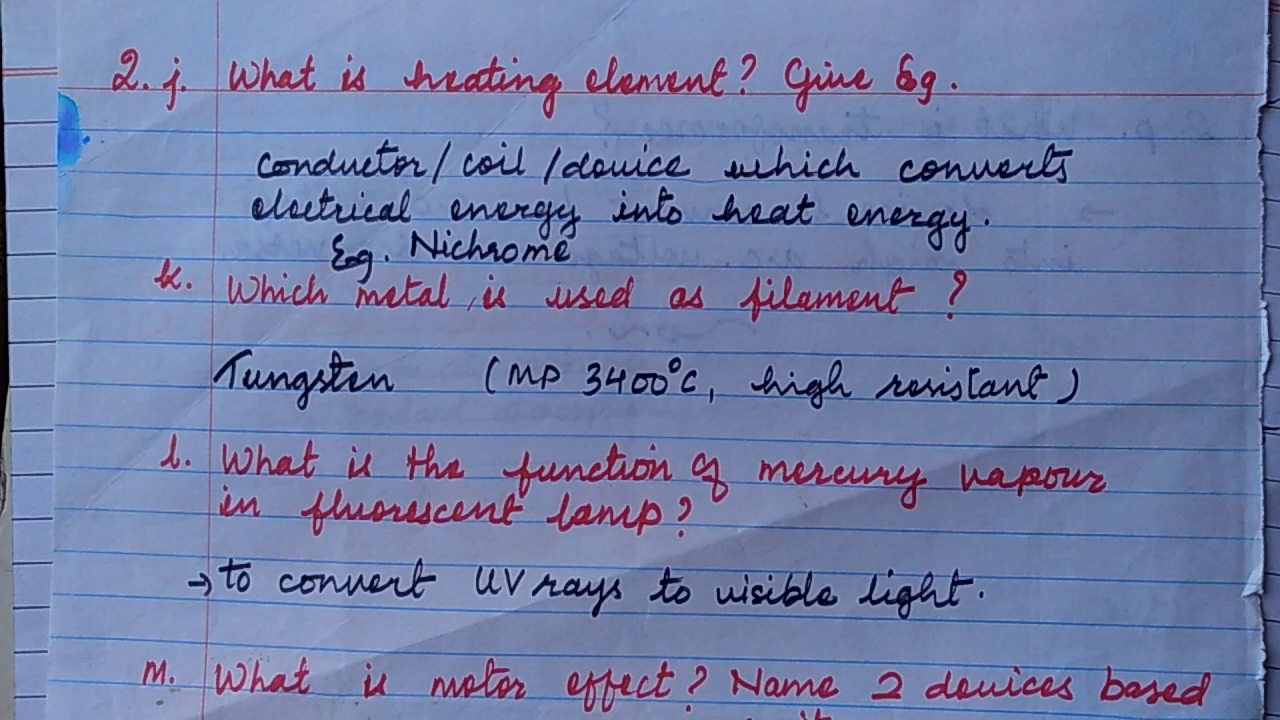 2. j. What is heating element? Give Eg.
conductor/ coil /device which converts
electrical energy into heat energy.
Eg. Nichrome
k. Which metal is used as filament ?
Tungsten (MP 3400°C, high resistant)
l. What is the function of mercury vapour
in fluorescent lamp?
→ to convert UV rays to visible light.
m. What is motor effect? Name 2 devices based